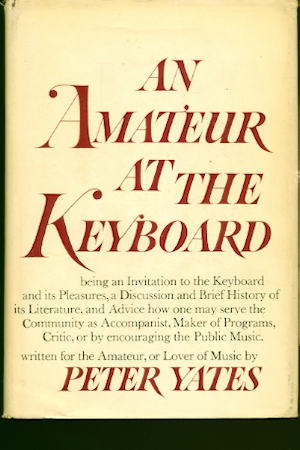 AN
AMATEUR
AT THE
KEYBOARD
being an Invitation to the Keyboard
and its Pleasures, a Discussion and Brief History of
its Literature, and Advice how one may serve the
Community as Accompanist, Maker of Programs,
Critic, or by encouraging the Public Music.
written for the Amateur, or Lover of Music by
PETER YATES